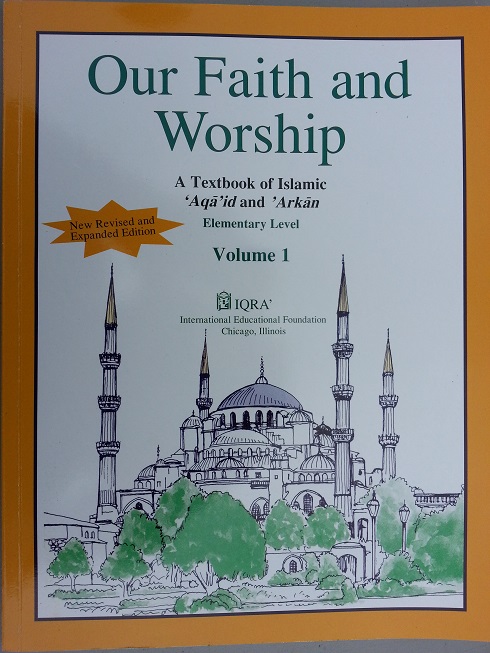 Our Faith and
Worship
A Textbook of Islamic
‘Aqā’id and ’Arkān
Elementary Level
New Revised and
Expanded Edition
Volume 1
IQRA’
International Educational Foundation
Chicago, Illinois